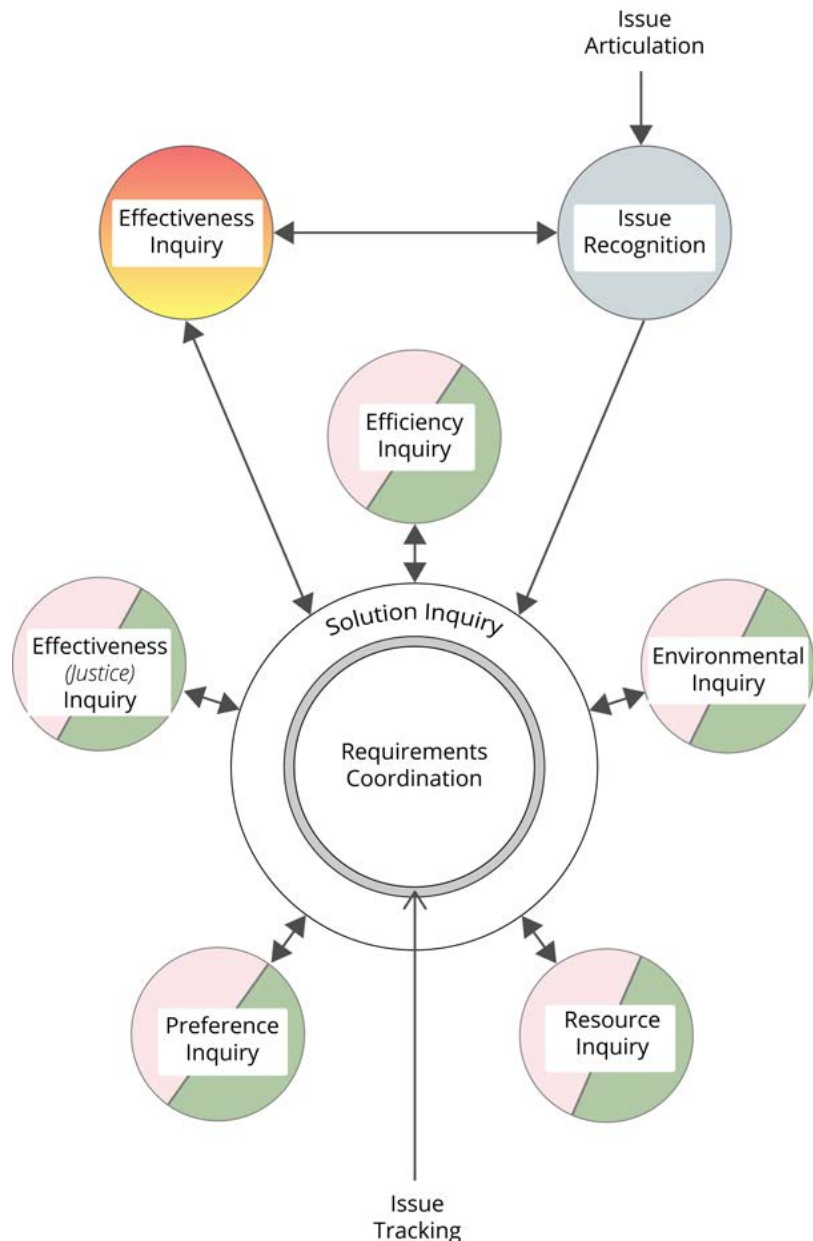 Issue
Articulation
Effectiveness
Inquiry
Issue
Recognition
Efficiency
Inquiry
Solution Inquiry
Effectiveness
(Justice)
Inquiry
Environmental
Inquiry
Requirements
Coordination
Preference
Inquiry
Resource
Inquiry
Issue
Tracking